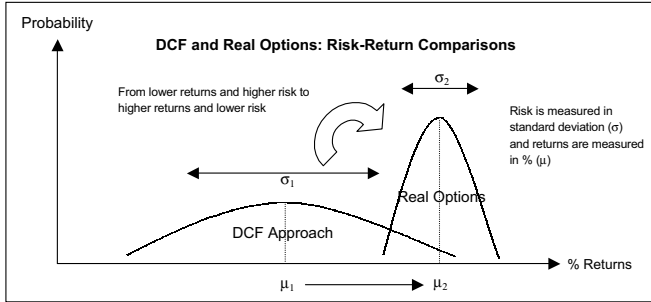 Probability
DCF and Real Options: Risk-Return Comparisons
σ2
From lower returns and higher risk to
higher returns and lower risk
Risk is measured in
standard deviation (σ)
and returns are measured
in % (μ)
σ1
Real Options
DCF Approach
% Returns
μ1
μ2